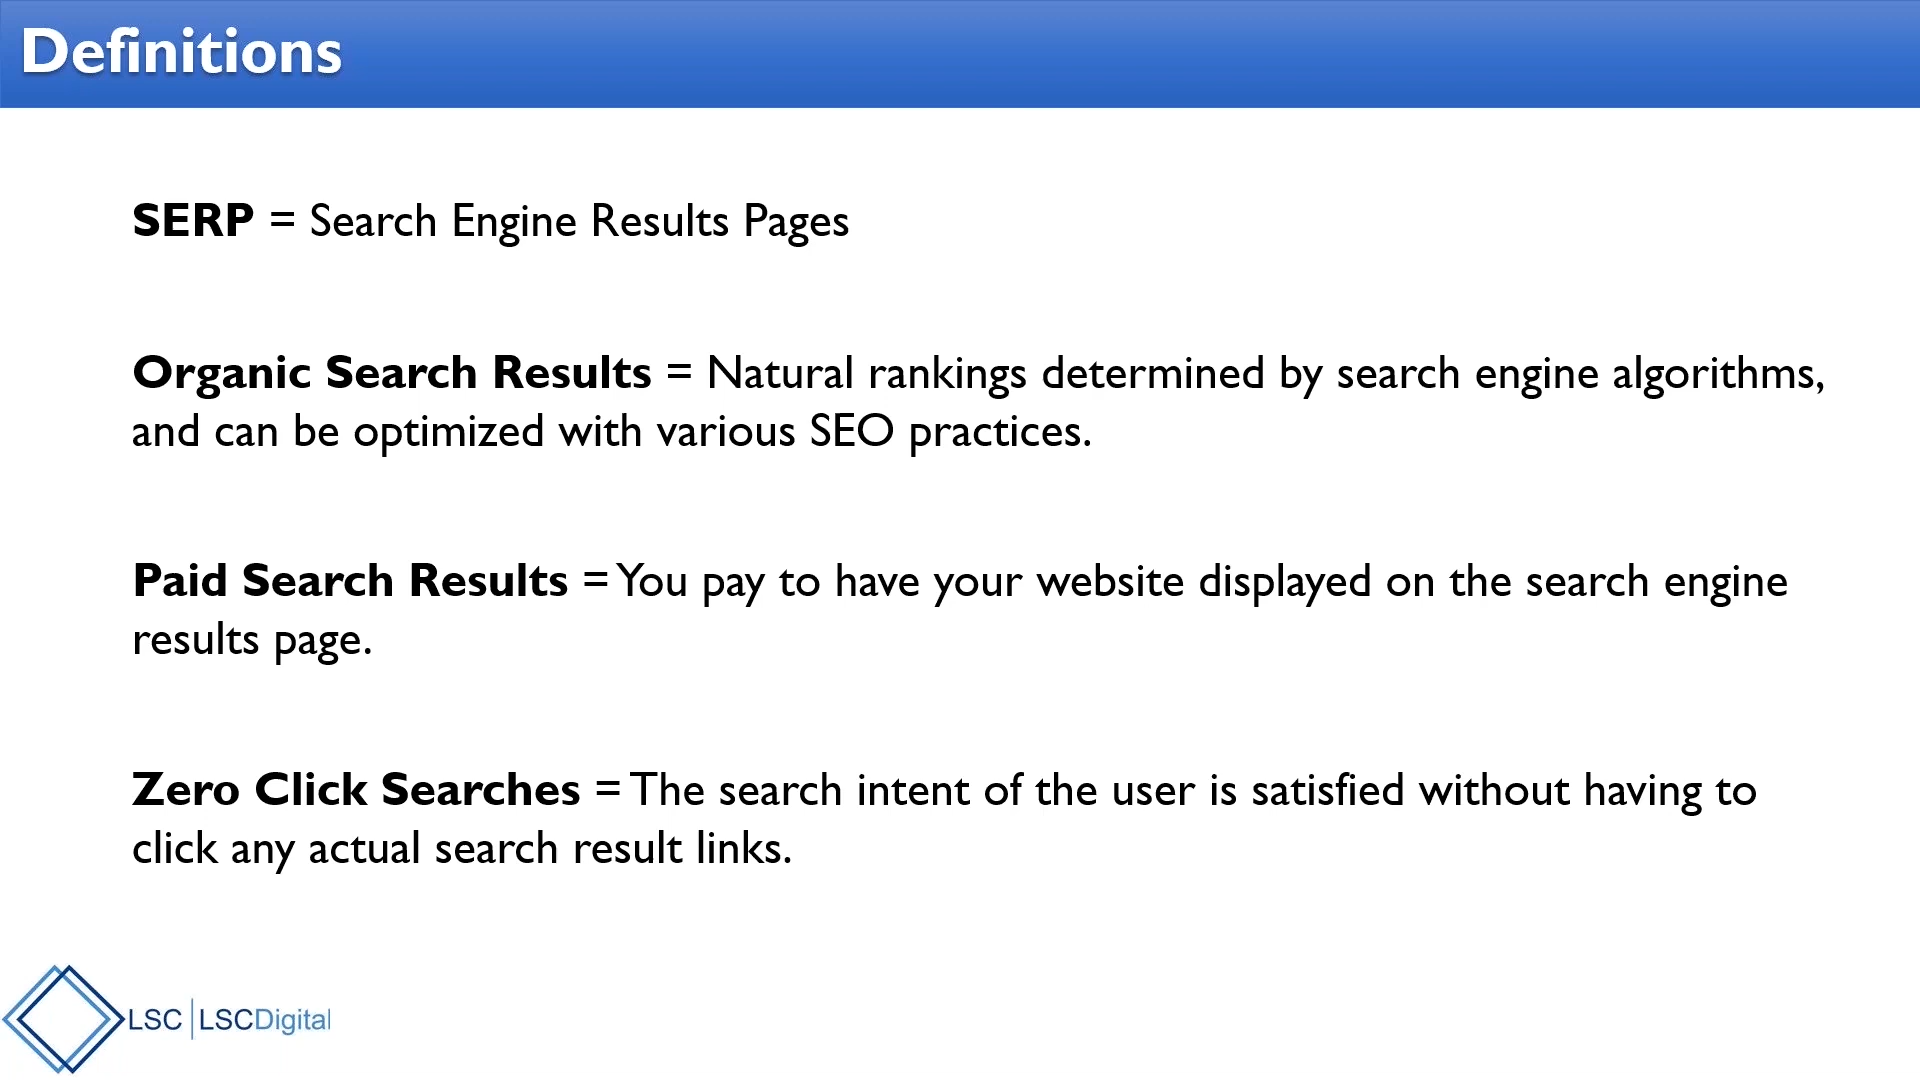 Definitions
SERP = Search Engine Results Pages
Organic Search Results = Natural rankings determined by search engine algorithms,
and can be optimized with various SEO practices.
Paid Search Results = You pay to have your website displayed on the search engine
results page.
Zero Click Searches = The search intent of the user is satisfied without having to
click any actual search result links.
LSC | LSCDigital